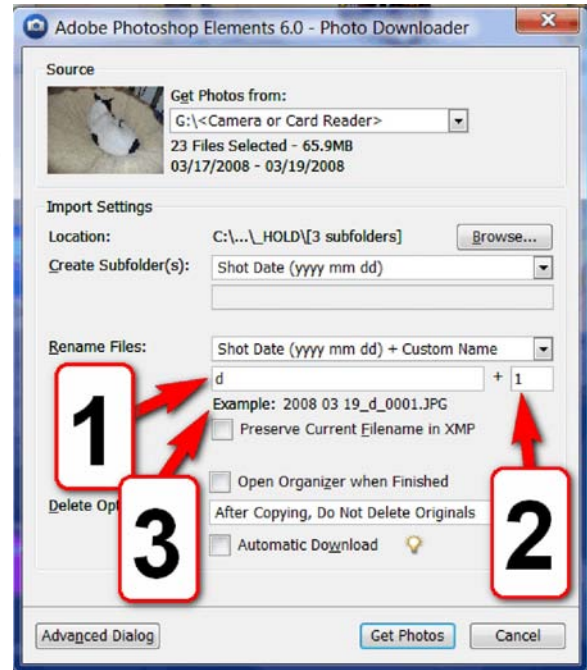 Adobe Photoshop Elements 6.0 - Photo Downloader
Source
Get Photos from:
G:\<Camera or Card Reader>
23 Files Selected - 65.9MB
03/17/2008 - 03/19/2008
Import Settings
Location: C:\...\_HOLD\[3 subfolders] Browse...
Create Subfolder(s): Shot Date (yyyy mm dd)
Rename Files: Shot Date (yyyy mm dd) + Custom Name
d + 1
Example: 2008 03 19_d_0001.JPG
Preserve Current Filename in XMP
1
Open Organizer when Finished
Delete Opt
After Copying, Do Not Delete Originals
2
3
Automatic Download
Advanced Dialog Get Photos Cancel